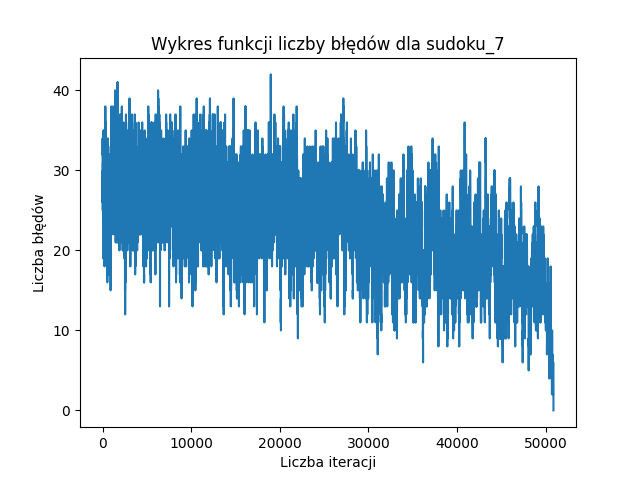 Wykres funkcji liczby błędów dla sudoku_7
Liczba błędów
40
30
20
10
0
0 10000 20000 30000 40000 50000
Liczba iteracji